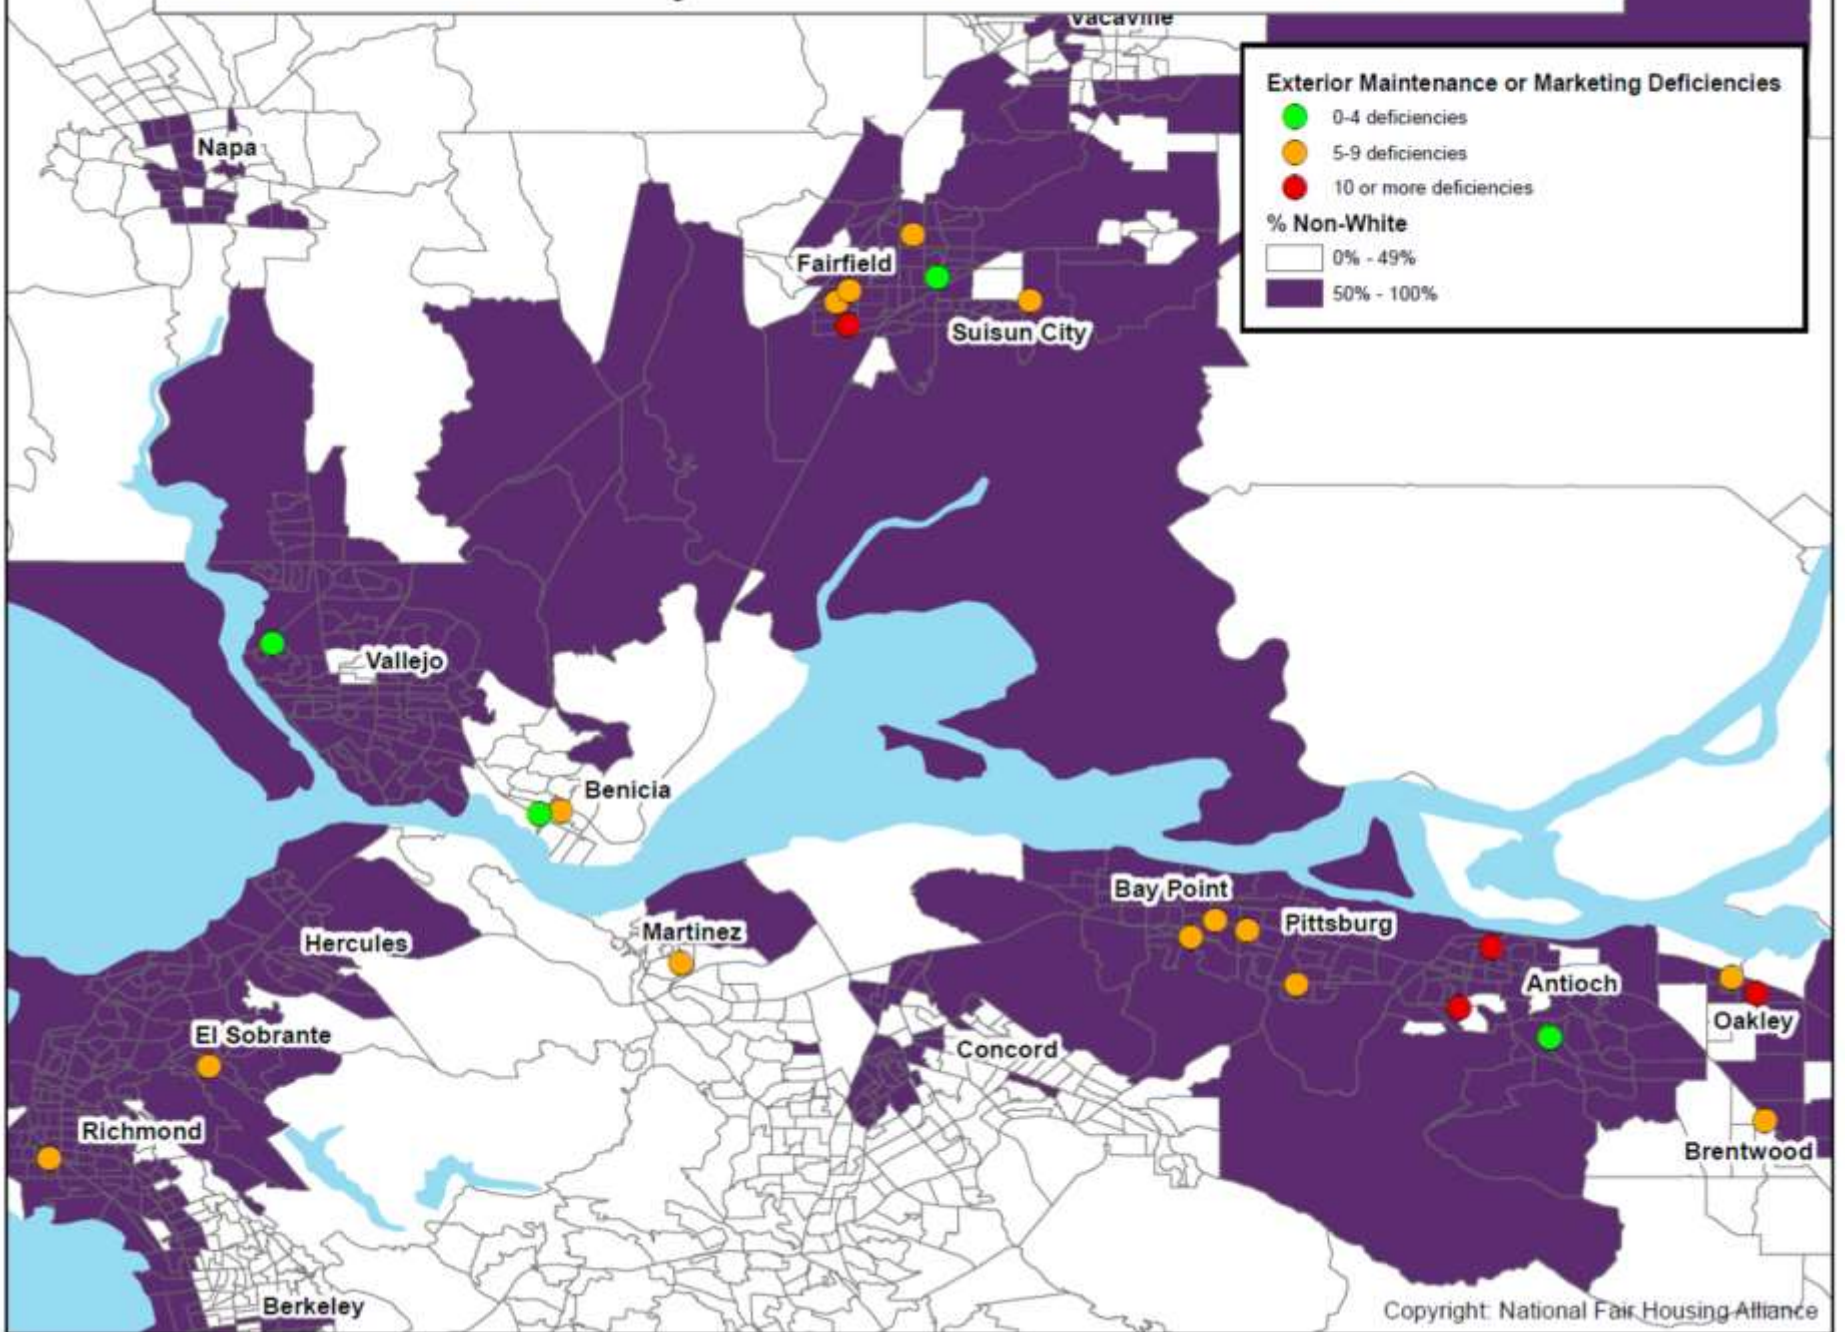 Vacaville
Exterior Maintenance or Marketing Deficiencies
0-4 deficiencies
5-9 deficiencies
10 or more deficiencies
% Non-White
0% - 49%
50% - 100%
Napa
Fairfield
Suisun City
Vallejo
Benicia
Bay Point
Pittsburg
Martinez
Hercules
Antioch
Oakley
El Sobrante
Concord
Richmond
Brentwood
Berkeley
Copyright: National Fair Housing Alliance